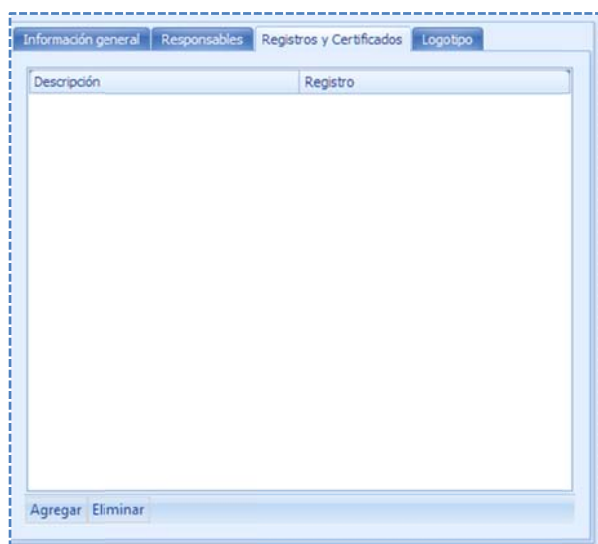 Información general Responsables Registros y Certificados Logotipo
Descripción Registro
Agregar Eliminar